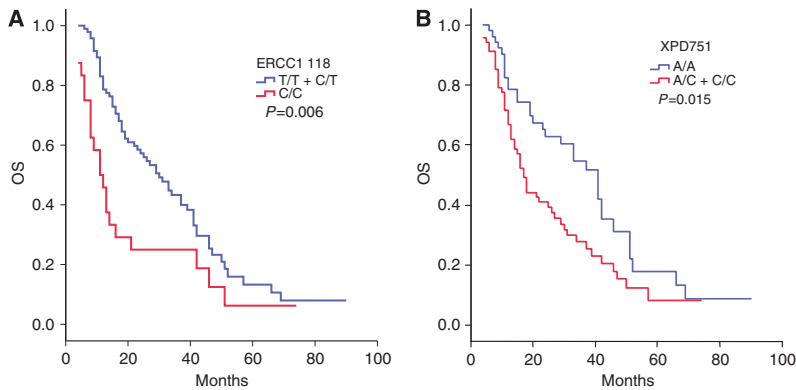 A
ERCC1 118
T/T + C/T
C/C
P=0.006
OS
1.0
0.8
0.6
0.4
0.2
0.0
0 20 40 60 80 100
Months
B
XPD751
A/A
A/C + C/C
P=0.015
OS
1.0
0.8
0.6
0.4
0.2
0.0
0 20 40 60 80 100
Months